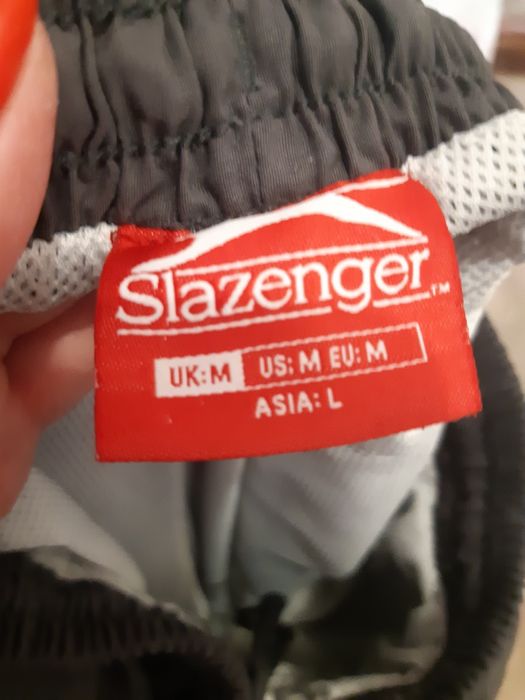 Slazenger™
UK:M US: M EU: M
ASIA: L